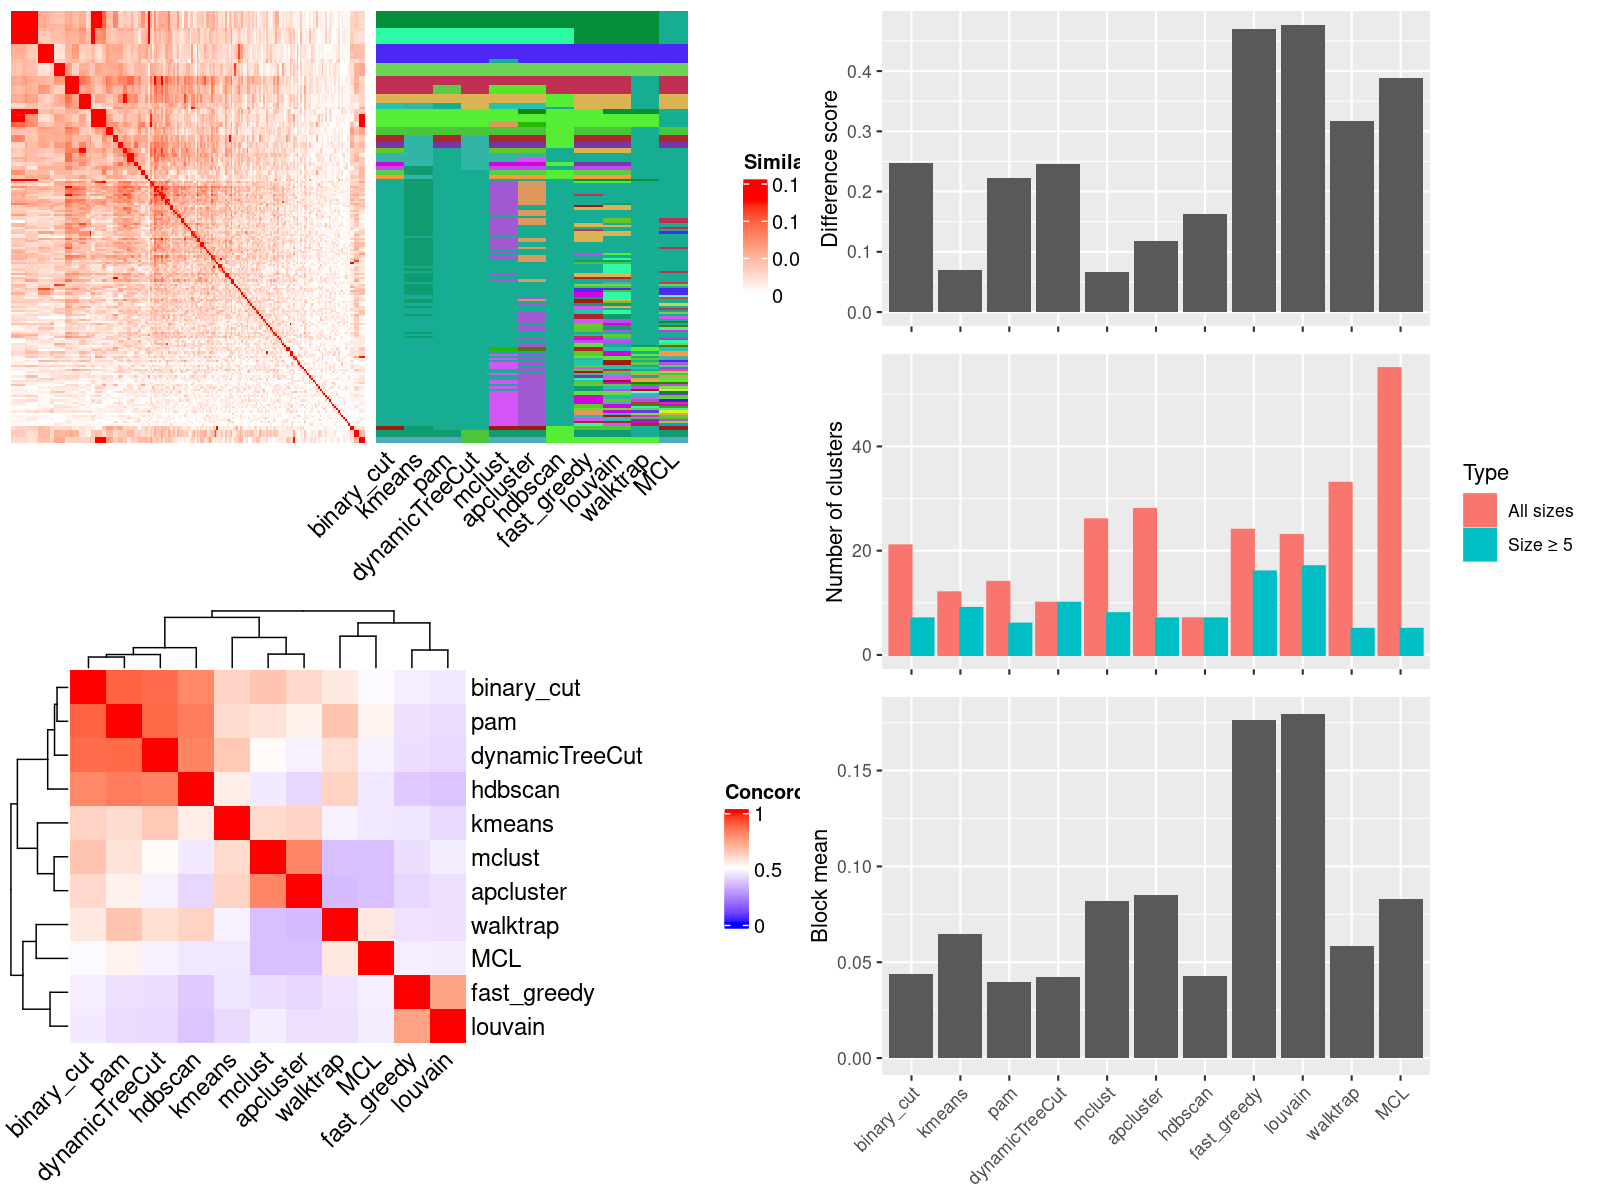 Simila
0.1
0.1
0.0
0
binary_cut
kmeans
pam
dynamicTreeCut
mclust
apcluster
hdbscan
fast_greedy
louvain
walktrap
MCL
binary_cut
pam
dynamicTreeCut
hdbscan
kmeans
mclust
apcluster
walktrap
MCL
fast_greedy
louvain
binary_cut
pam
dynamicTreeCut
hdbscan
kmeans
mclust
apcluster
walktrap
MCL
fast_greedy
louvain
Concord
1
0.5
0
Difference score
0.4
0.3
0.2
0.1
0.0
Number of clusters
40
20
0
Type
All sizes
Size ≥ 5
Block mean
0.15
0.10
0.05
0.00
binary_cut
kmeans
pam
dynamicTreeCut
mclust
apcluster
hdbscan
fast_greedy
louvain
walktrap
MCL